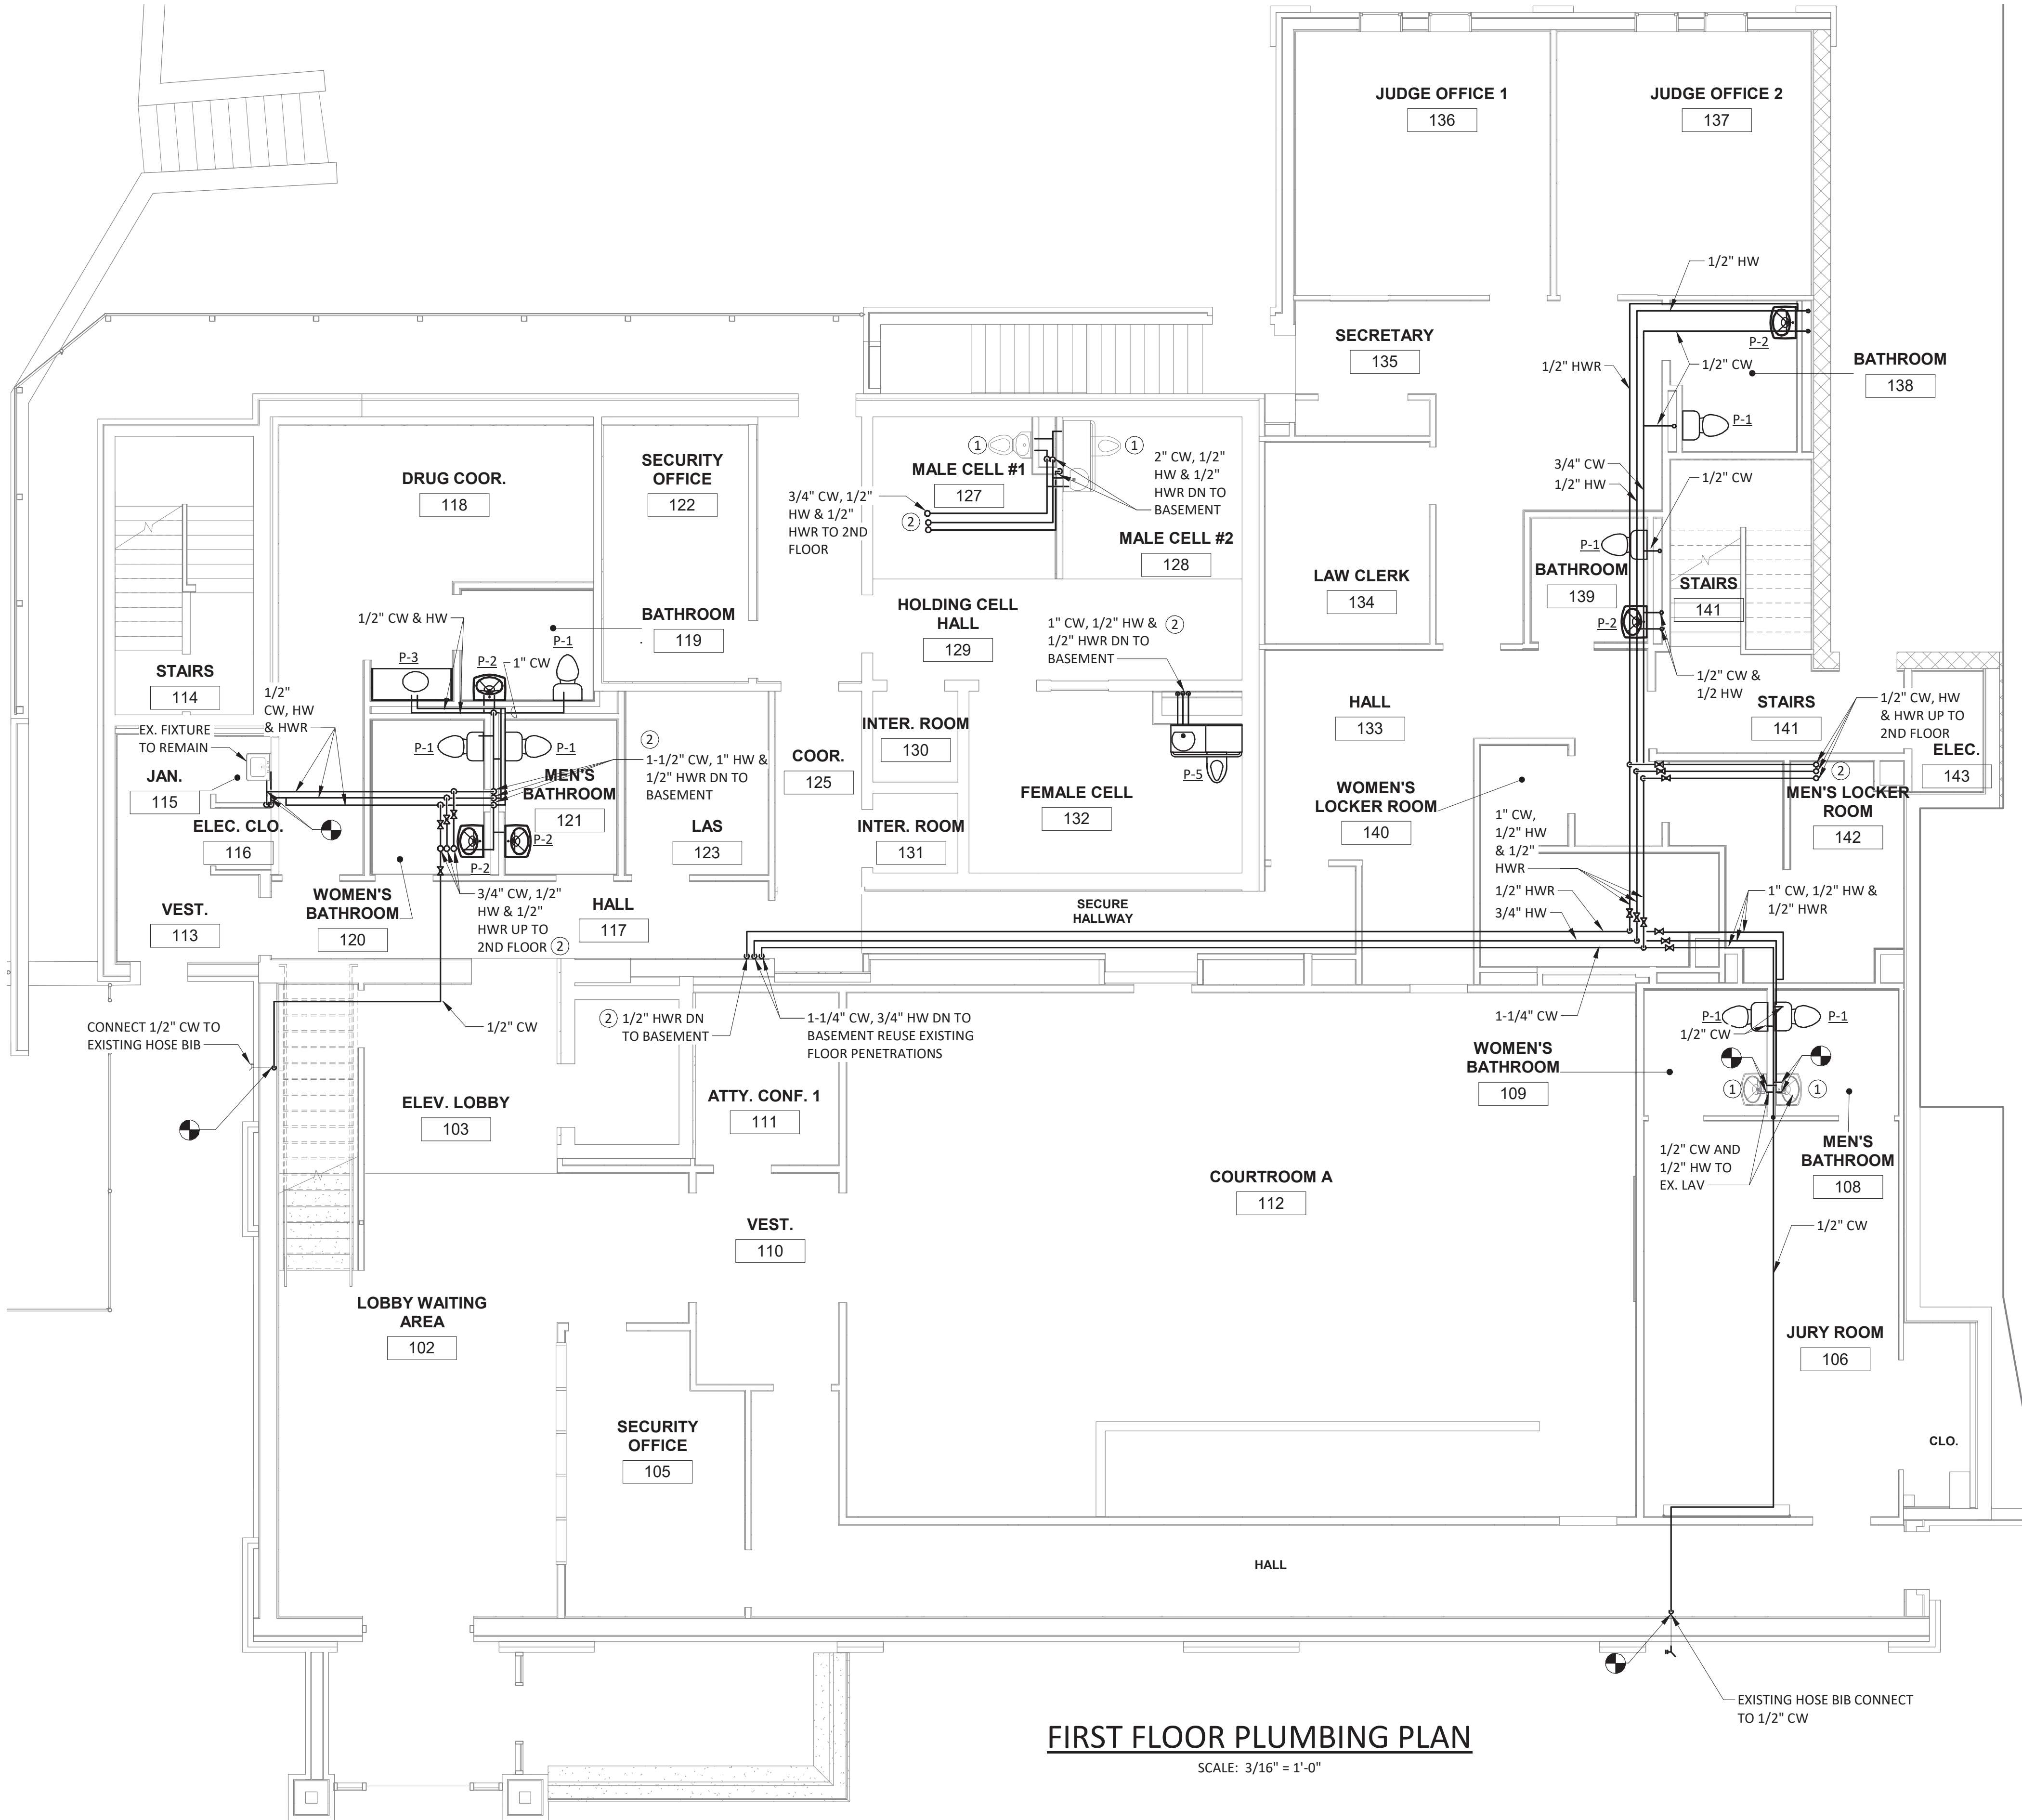 JUDGE OFFICE 1
136
JUDGE OFFICE 2
137
1/2" HW
SECRETARY
135
P-2
1/2" HWR
1/2" CW
BATHROOM
138
P-1
DRUG COOR.
118
SECURITY
OFFICE
122
1
1
MALE CELL #1
127
2" CW, 1/2"
HW & 1/2"
HWR DN TO
BASEMENT
3/4" CW, 1/2"
HW & 1/2"
HWR TO 2ND
FLOOR
2
MALE CELL #2
128
3/4" CW
1/2" HW
1/2" CW
P-1
BATHROOM
139
P-2
STAIRS
141
LAW CLERK
134
HOLDING CELL
HALL
129
1" CW, 1/2" HW &
1/2" HWR DN TO
BASEMENT
2
1/2" CW & HW
BATHROOM
119
P-1
P-3
P-2
1" CW
STAIRS
114
1/2"
CW, HW
& HWR
EX. FIXTURE
TO REMAIN
JAN.
115
ELEC. CLO.
116
P-1
P-1
2
1-1/2" CW, 1" HW &
1/2" HWR DN TO
BASEMENT
MEN'S
BATHROOM
121
P-2
P-2
COOR.
125
LAS
123
INTER. ROOM
130
INTER. ROOM
131
FEMALE CELL
132
P-5
HALL
133
1/2" CW &
1/2 HW
STAIRS
141
1/2" CW, HW
& HWR UP TO
2ND FLOOR
ELEC.
143
2
MEN'S LOCKER
ROOM
142
WOMEN'S
LOCKER ROOM
140
1" CW,
1/2" HW
& 1/2"
HWR
1/2" HWR
3/4" HW
1" CW, 1/2" HW &
1/2" HWR
VEST.
113
WOMEN'S
BATHROOM
120
3/4" CW, 1/2"
HW & 1/2"
HWR UP TO
2ND FLOOR
2
HALL
117
SECURE
HALLWAY
CONNECT 1/2" CW TO
EXISTING HOSE BIB
1/2" CW
2
1/2" HWR DN
TO BASEMENT
1-1/4" CW, 3/4" HW DN TO
BASEMENT REUSE EXISTING
FLOOR PENETRATIONS
1-1/4" CW
P-1
P-1
1/2" CW
WOMEN'S
BATHROOM
109
1
1
ELEV. LOBBY
103
ATTY. CONF. 1
111
COURTROOM A
112
1/2" CW AND
1/2" HW TO
EX. LAV
MEN'S
BATHROOM
108
1/2" CW
VEST.
110
LOBBY WAITING
AREA
102
JURY ROOM
106
SECURITY
OFFICE
105
CLO.
HALL
EXISTING HOSE BIB CONNECT
TO 1/2" CW
FIRST FLOOR PLUMBING PLAN
SCALE: 3/16" = 1'-0"